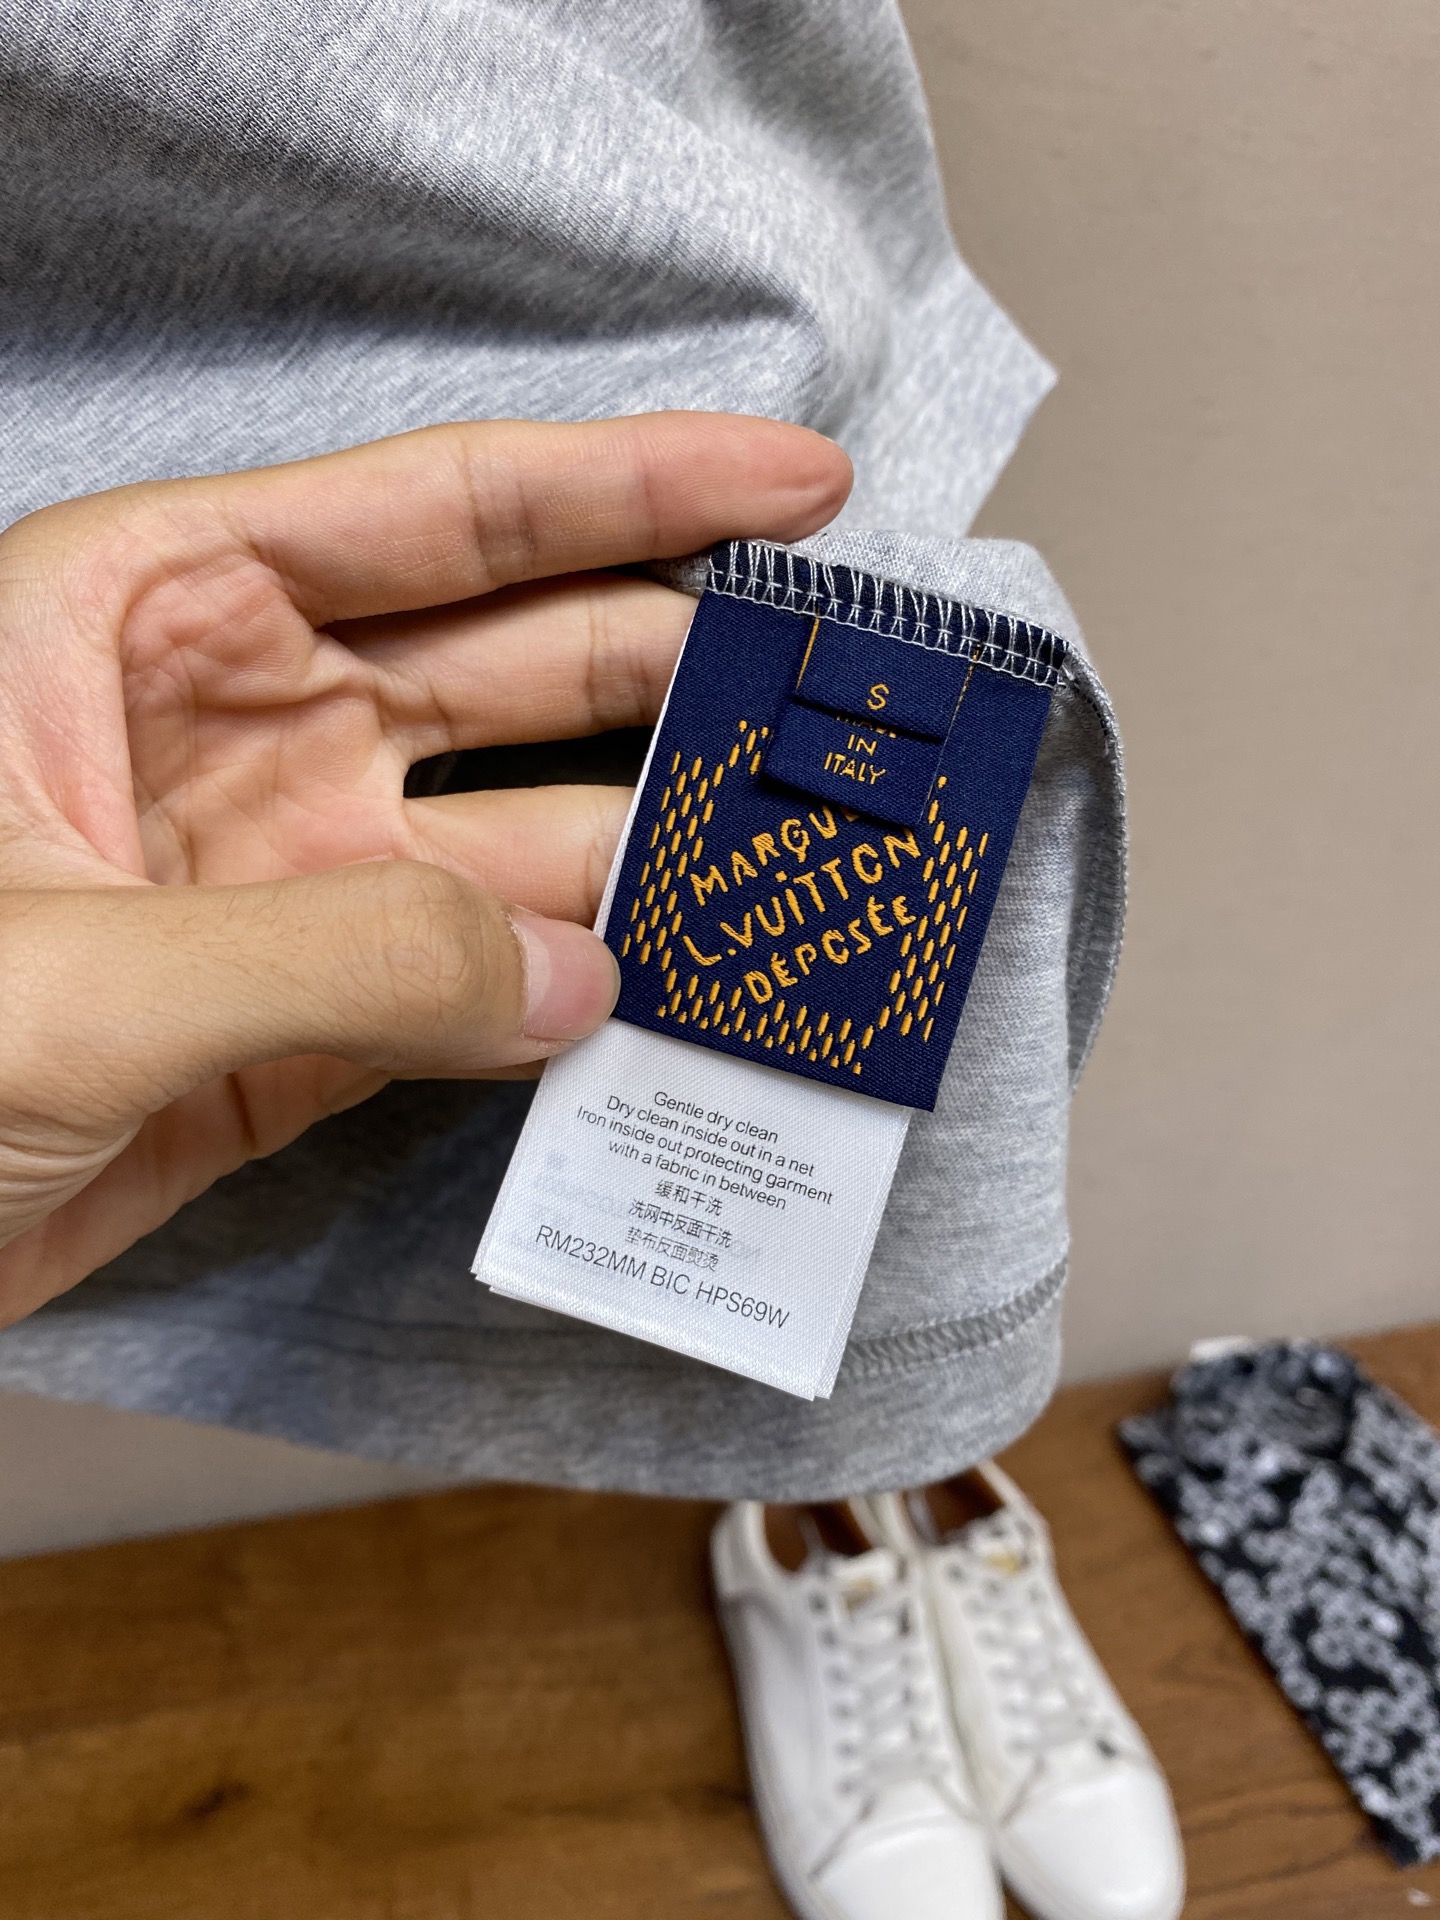 S
IN
ITALY
L.VUITTON
DÉPOSÉE
Gentle dry clean
Dry clean inside out in a net
Iron inside out protecting garment
with a fabric in between
缓和干洗
洗网中反面干洗
垫布反面熨烫
RM232MM BIC HPS69W